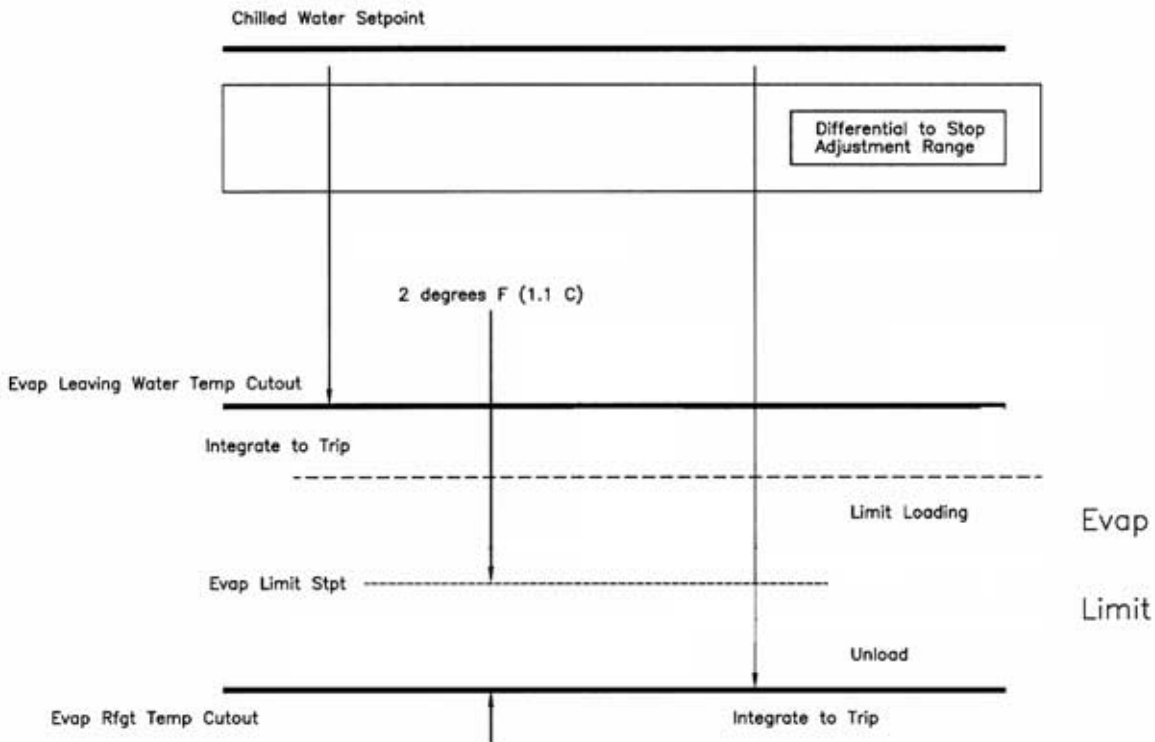 Chilled Water Setpoint
Differential to Stop
Adjustment Range
2 degrees F (1.1 C)
Evap Leaving Water Temp Cutout
Integrate to Trip
Limit Loading
Evap
Evap Limit Stpt
Limit
Unload
Evap Rfgt Temp Cutout
Integrate to Trip